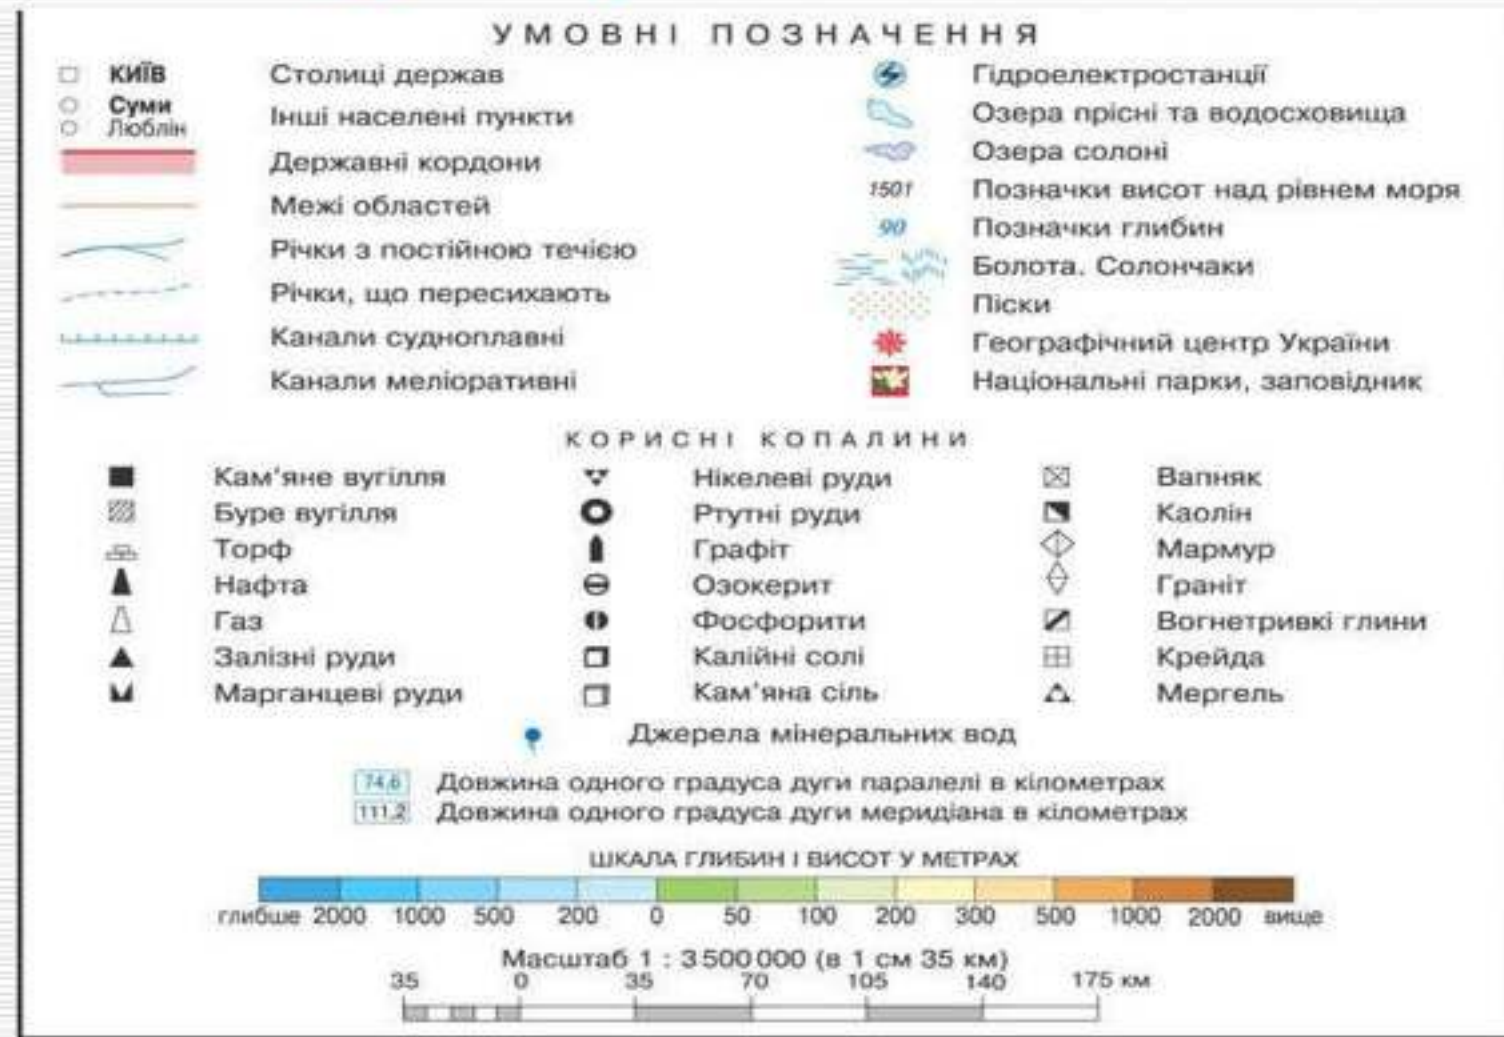 УМОВНІ ПОЗНАЧЕННЯ
КИЇВ Столиці держав
Суми
Люблін
Інші населені пункти
Державні кордони
Межі областей
Річки з постійною течією
Річки, що пересихають
Канали судноплавні
Канали меліоративні
Гідроелектростанції
Озера прісні та водосховища
Озера солоні
1501 Позначки висот над рівнем моря
90 Позначки глибин
Болота. Солончаки
Піски
Географічний центр України
Національні парки, заповідник
КОРИСНІ КОПАЛИНИ
Кам'яне вугілля
Буре вугілля
Торф
Нафта
Газ
Залізні руди
Марганцеві руди
Нікелеві руди
Ртутні руди
Графіт
Озокерит
Фосфорити
Калійні солі
Кам'яна сіль
Вапняк
Каолін
Мармур
Граніт
Вогнетривкі глини
Крейда
Мергель
Джерела мінеральних вод
74,6 Довжина одного градуса дуги паралелі в кілометрах
111,2 Довжина одного градуса дуги меридіана в кілометрах
ШКАЛА ГЛИБИН І ВИСОТ У МЕТРАХ
глибше 2000 1000 500 200 0 50 100 200 300 500 1000 2000 вище
Масштаб 1 : 3 500 000 (в 1 см 35 км)
35 0 35 70 105 140 175 км